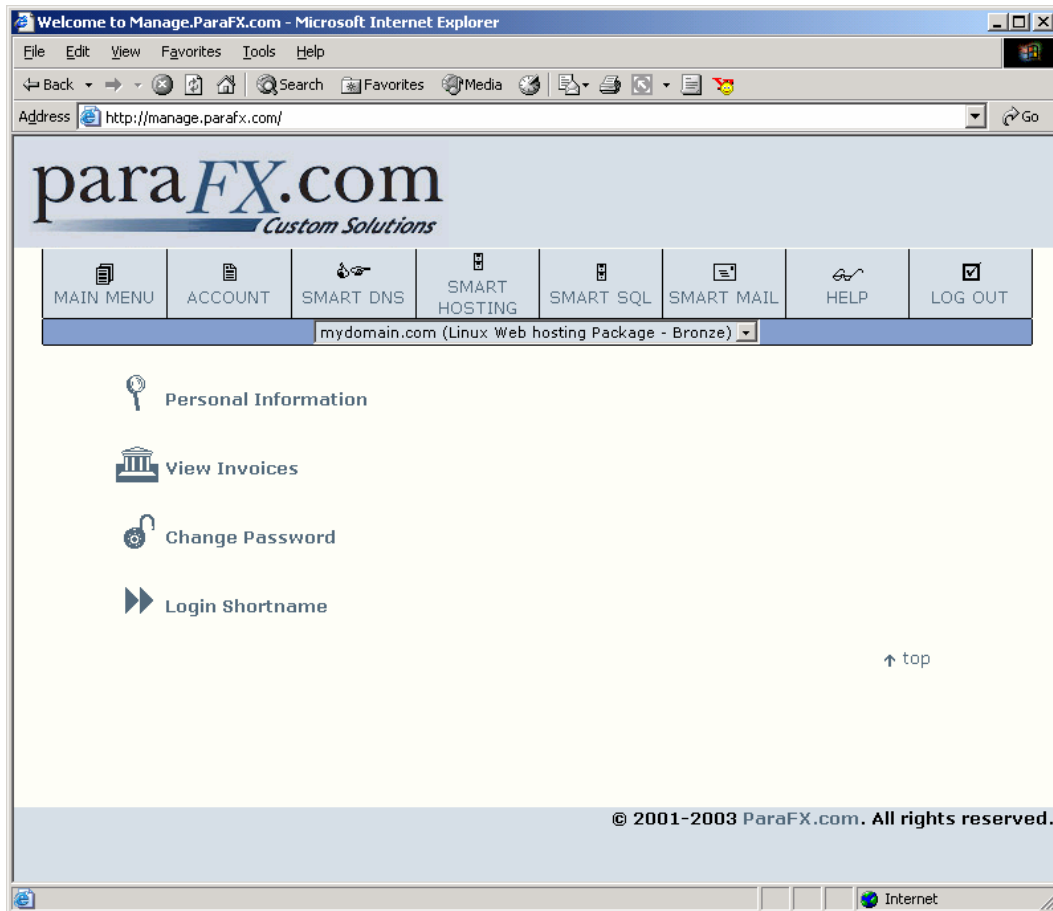 Welcome to Manage.ParaFX.com - Microsoft Internet Explorer
File Edit View Favorites Tools Help
Back Search Favorites Media
Address http://manage.parafx.com/ Go
paraFX.com
Custom Solutions
MAIN MENU ACCOUNT SMART DNS SMART HOSTING SMART SQL SMART MAIL HELP LOG OUT
mydomain.com (Linux Web hosting Package - Bronze)
Personal Information
View Invoices
Change Password
Login Shortname
top
© 2001-2003 ParaFX.com. All rights reserved.
Internet